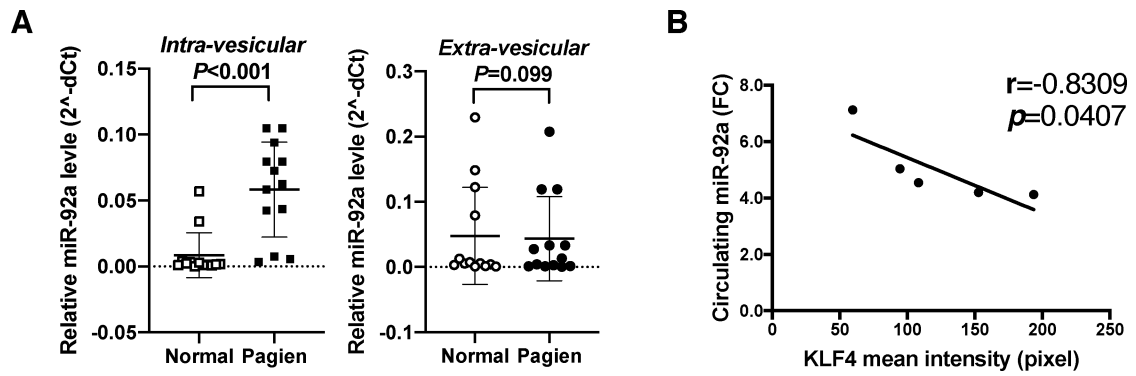 A
Intra-vesicular
P<0.001
Relative miR-92a levle (2^-dCt)
0.15
0.10
0.05
0.00
-0.05
Normal Pagien
Extra-vesicular
P=0.099
Relative miR-92a levle (2^-dCt)
0.3
0.2
0.1
0.0
-0.1
Normal Pagien
B
r=-0.8309
p=0.0407
Circulating miR-92a (FC)
8.0
6.0
4.0
2.0
0.0
0 50 100 150 200 250
KLF4 mean intensity (pixel)